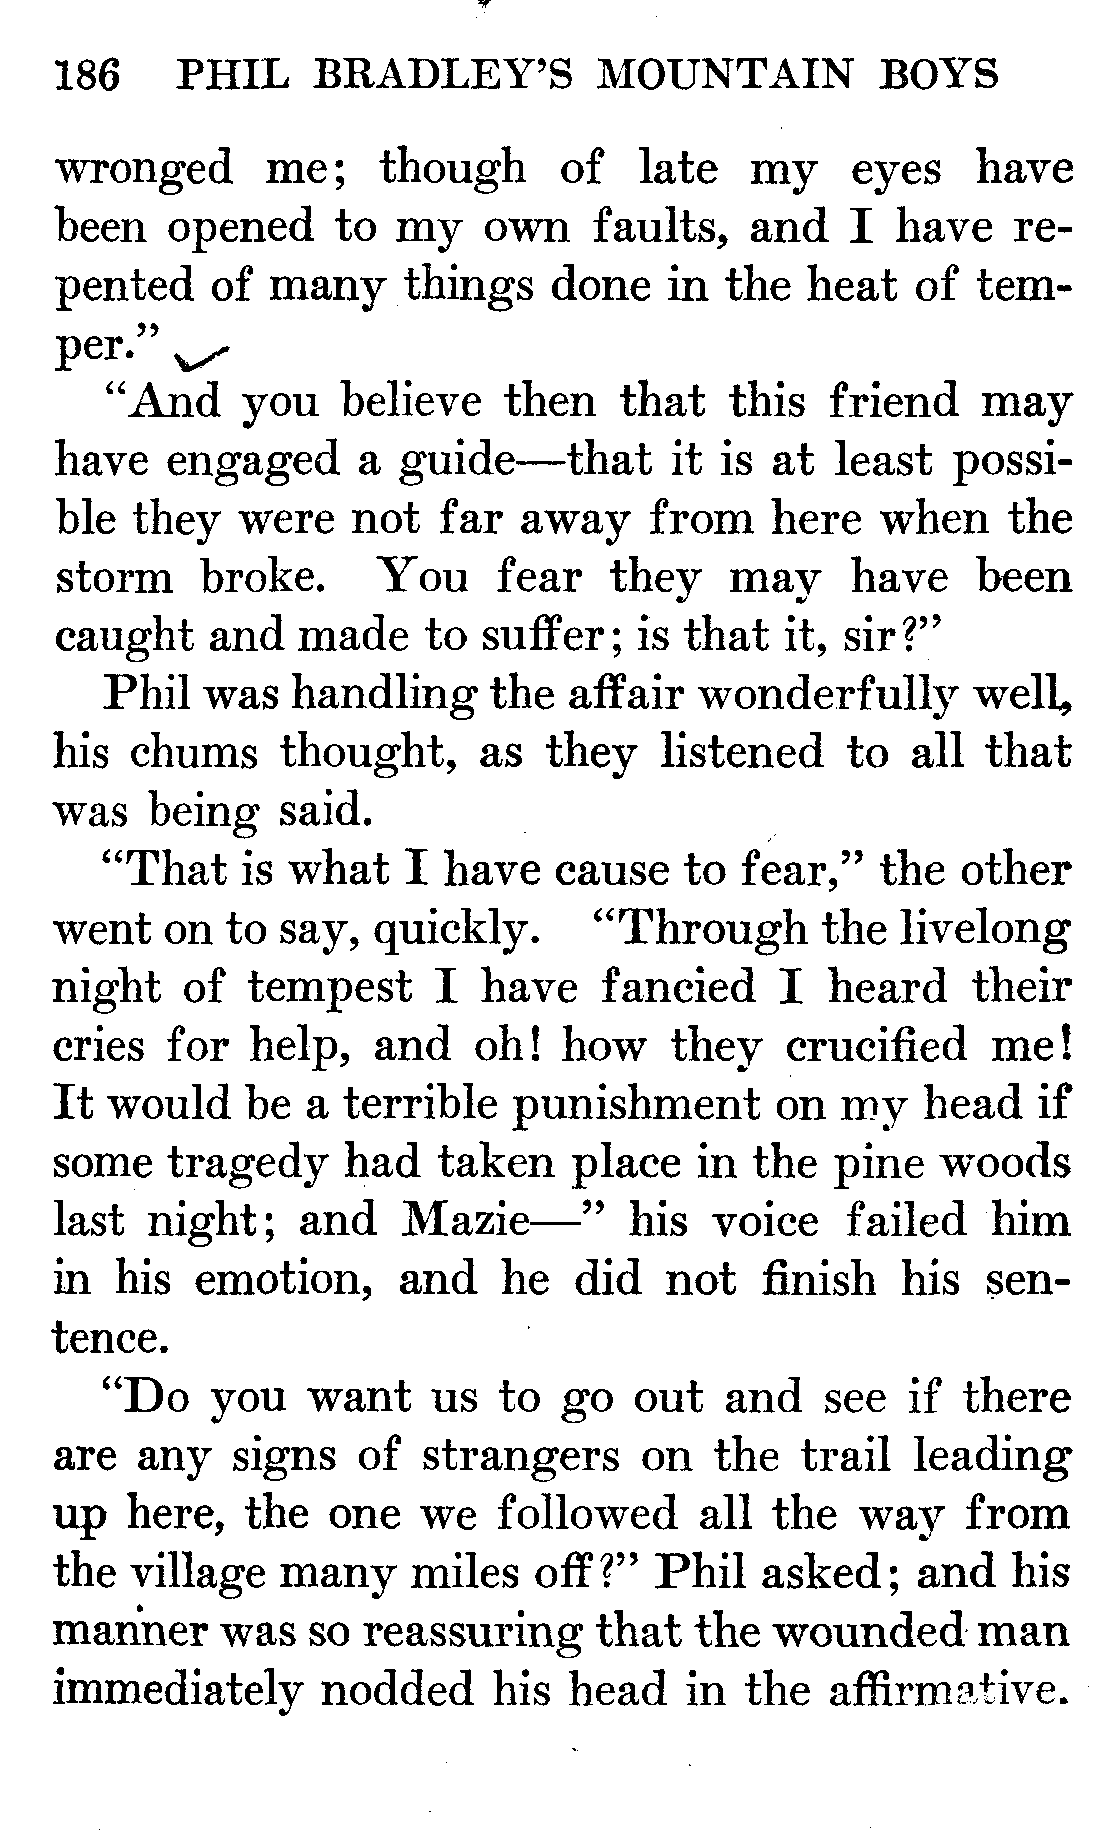 186 PHIL BRADLEY'S MOUNTAIN BOYS
wronged me; though of late my eyes have
been opened to my own faults, and I have re-
pented of many things done in the heat of tem-
per."
"And you believe then that this friend may
have engaged a guide—that it is at least possi-
ble they were not far away from here when the
storm broke. You fear they may have been
caught and made to suffer; is that it, sir?"
Phil was handling the affair wonderfully well,
his chums thought, as they listened to all that
was being said.
"That is what I have cause to fear," the other
went on to say, quickly. "Through the livelong
night of tempest I have fancied I heard their
cries for help, and oh! how they crucified me!
It would be a terrible punishment on my head if
some tragedy had taken place in the pine woods
last night; and Mazie—" his voice failed him
in his emotion, and he did not finish his sen-
tence.
"Do you want us to go out and see if there
are any signs of strangers on the trail leading
up here, the one we followed all the way from
the village many miles off?" Phil asked; and his
manner was so reassuring that the wounded man
immediately nodded his head in the affirmative.